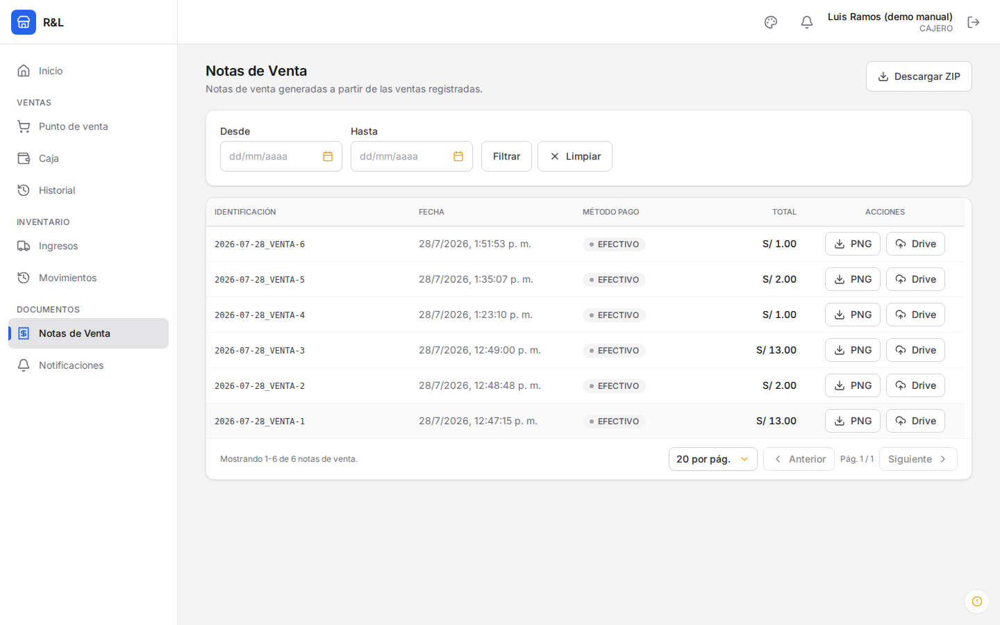 R&L
Luis Ramos (demo manual)
CAJERO
Inicio
VENTAS
Punto de venta
Caja
Historial
INVENTARIO
Ingresos
Movimientos
DOCUMENTOS
Notas de Venta
Notificaciones
Notas de Venta
Notas de venta generadas a partir de las ventas registradas.
Descargar ZIP
Desde Hasta
dd/mm/aaaa dd/mm/aaaa Filtrar Limpiar
IDENTIFICACIÓN FECHA MÉTODO PAGO TOTAL ACCIONES
2026-07-28_VENTA-6 28/7/2026, 1:51:53 p. m. EFECTIVO S/ 1.00 PNG Drive
2026-07-28_VENTA-5 28/7/2026, 1:35:07 p. m. EFECTIVO S/ 2.00 PNG Drive
2026-07-28_VENTA-4 28/7/2026, 1:23:10 p. m. EFECTIVO S/ 1.00 PNG Drive
2026-07-28_VENTA-3 28/7/2026, 12:49:00 p. m. EFECTIVO S/ 13.00 PNG Drive
2026-07-28_VENTA-2 28/7/2026, 12:48:48 p. m. EFECTIVO S/ 2.00 PNG Drive
2026-07-28_VENTA-1 28/7/2026, 12:47:15 p. m. EFECTIVO S/ 13.00 PNG Drive
Mostrando 1-6 de 6 notas de venta. 20 por pág. Anterior Pág. 1 / 1 Siguiente